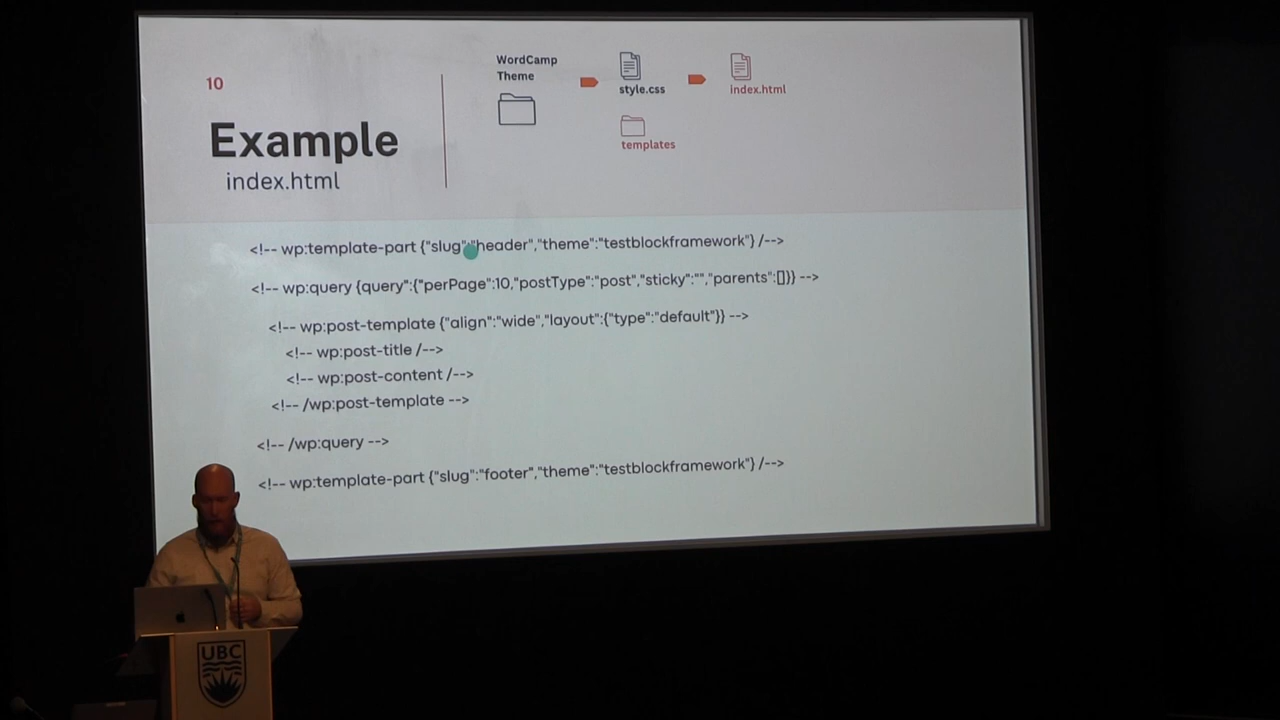 10
Example
index.html
WordCamp
Theme
style.css
index.html
templates
<!-- wp:template-part {"slug":"header","theme":"testblockframework"} /-->
<!-- wp:query {query":{"perPage":10,"postType":"post","sticky":"","parents":[]}} -->
<!-- wp:post-template {"align":"wide","layout":{"type":"default"}} -->
<!-- wp:post-title /-->
<!-- wp:post-content /-->
<!-- /wp:post-template -->
<!-- /wp:query -->
<!-- wp:template-part {"slug":"footer","theme":"testblockframework"} /-->
UBC